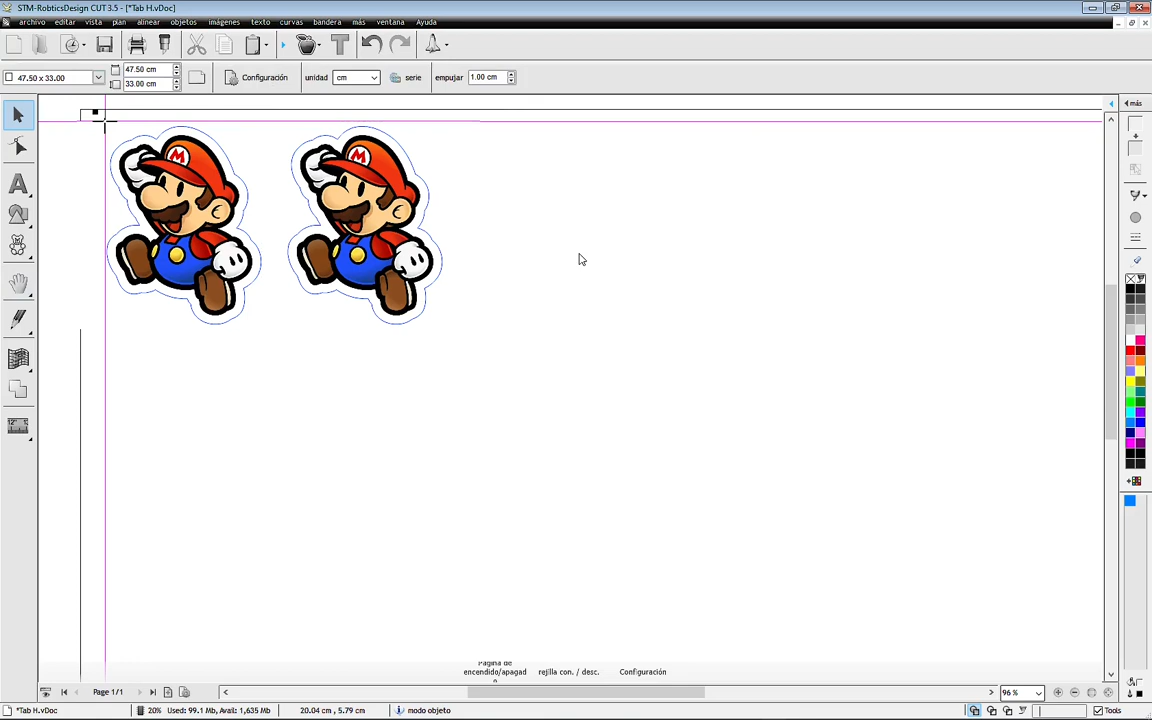 STM-RobticsDesign CUT 3.5 - [*Tab H.vDoc]
archivo editar vista plan alinear objetos imágenes texto curvas bandera más ventana Ayuda
47.50 x 33.00 47.50 cm 33.00 cm Configuración unidad cm serie empujar 1.00 cm
más
M M
Página de encendido/apagad rejilla con. / desc. Configuración
Page 1/1 96 %
*Tab H.vDoc 20% Used: 99.1 Mb, Avail: 1,635 Mb 20.04 cm , 5.79 cm modo objeto Tools